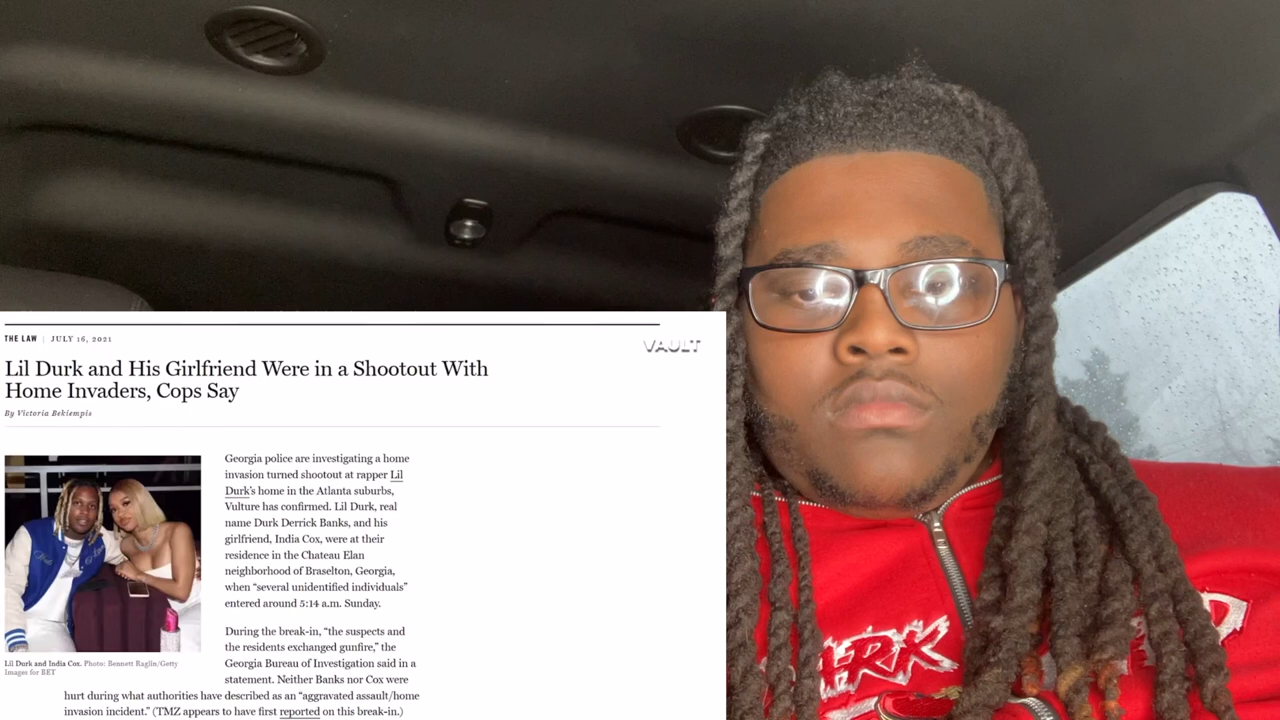 THE LAW | JULY 16, 2021
VAULT
Lil Durk and His Girlfriend Were in a Shootout With
Home Invaders, Cops Say
By Victoria Bekiempis
Georgia police are investigating a home
invasion turned shootout at rapper Lil
Durk's home in the Atlanta suburbs,
Vulture has confirmed. Lil Durk, real
name Durk Derrick Banks, and his
girlfriend, India Cox, were at their
residence in the Chateau Elan
neighborhood of Braselton, Georgia,
when “several unidentified individuals”
entered around 5:14 a.m. Sunday.
During the break-in, “the suspects and
the residents exchanged gunfire,” the
Georgia Bureau of Investigation said in a
statement. Neither Banks nor Cox were
hurt during what authorities have described as an “aggravated assault/home
invasion incident.” (TMZ appears to have first reported on this break-in.)
Lil Durk and India Cox. Photo: Bennett Raglin/Getty
Images for BET